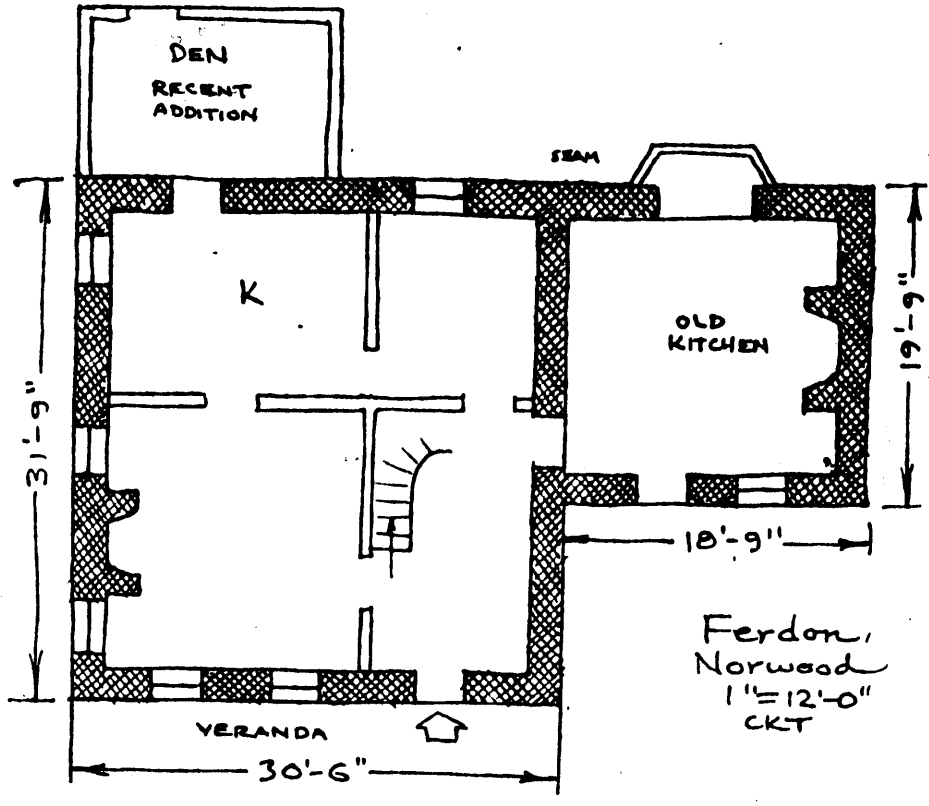 DEN
RECENT
ADDITION
SEAM
K
OLD
KITCHEN
19'-9"
31'-9"
18'-9"
Ferdon,
Norwood
1"=12'-0"
CKT
VERANDA
30'-6"